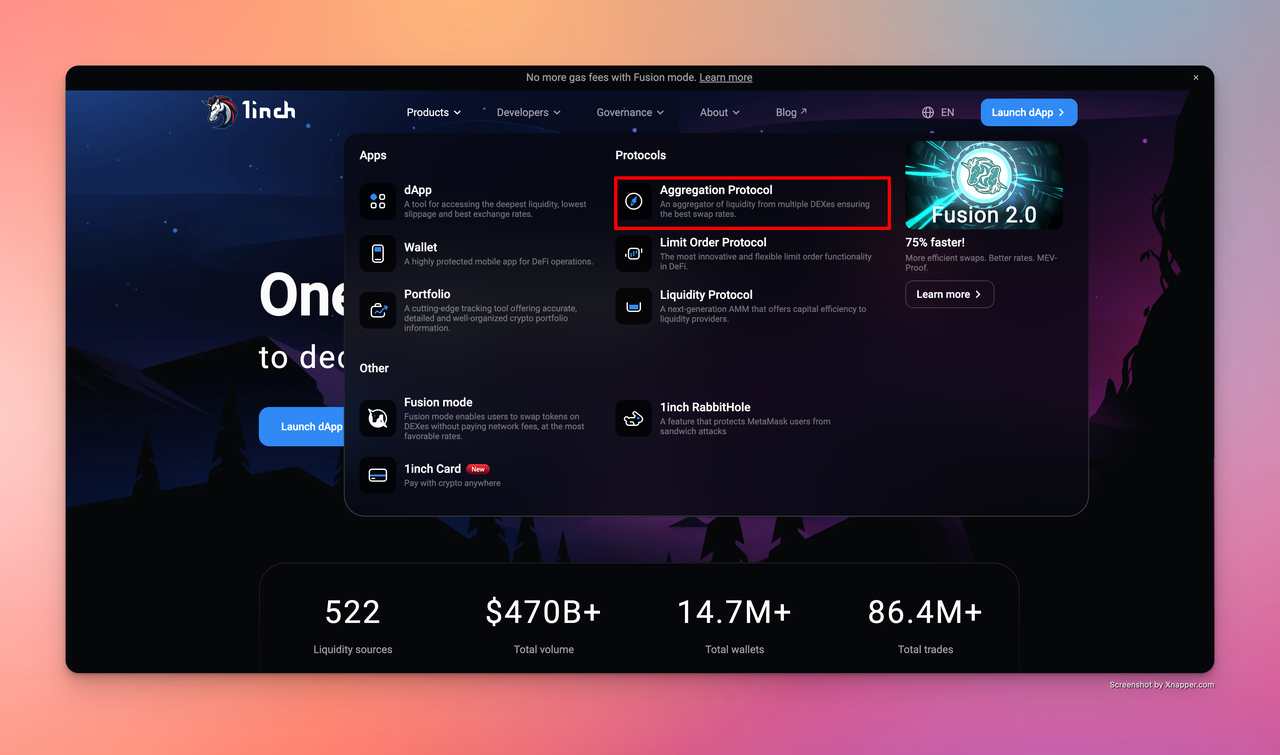 No more gas fees with Fusion mode. Learn more ×
1inch
Products
Developers
Governance
About
Blog ↗
EN
Launch dApp
Apps
dApp
A tool for accessing the deepest liquidity, lowest
slippage and best exchange rates.
Wallet
A highly protected mobile app for DeFi operations.
Portfolio
A cutting-edge tracking tool offering accurate,
detailed and well-organized crypto portfolio
information.
Protocols
Aggregation Protocol
An aggregator of liquidity from multiple DEXes ensuring
the best swap rates.
Limit Order Protocol
The most innovative and flexible limit order functionality
in DeFi.
Liquidity Protocol
A next-generation AMM that offers capital efficiency to
liquidity providers.
Fusion 2.0
75% faster!
More efficient swaps. Better rates. MEV-
Proof.
Learn more
Other
Fusion mode
Fusion mode enables users to swap tokens on
DEXes without paying network fees, at the most
favorable rates.
1inch Card New
Pay with crypto anywhere
1inch RabbitHole
A feature that protects MetaMask users from
sandwich attacks
One
to dec
Launch dApp
522
Liquidity sources
$470B+
Total volume
14.7M+
Total wallets
86.4M+
Total trades
Screenshot by Xnapper.com